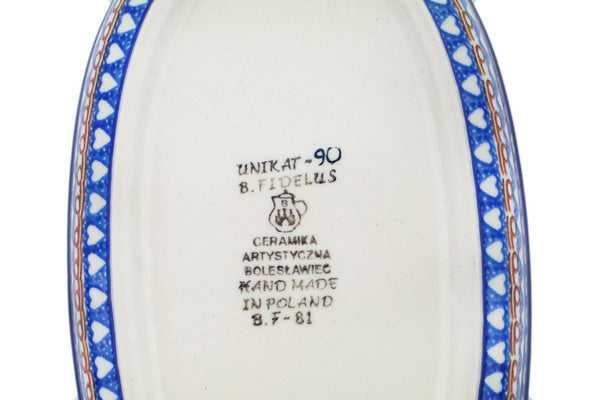 UNIKAT - 90
B. FIDELUS
CERAMIKA
ARTYSTYCZNA
BOLESŁAWIEC
HAND MADE
IN POLAND
B.F-81